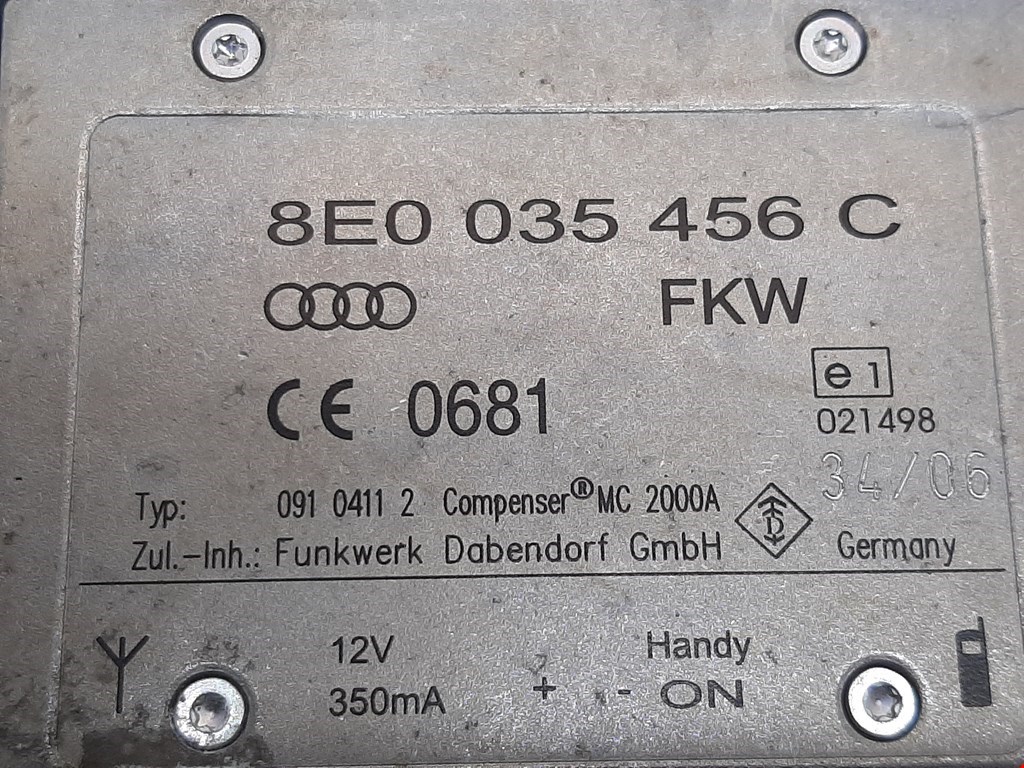 8E0 035 456 C
FKW
CE 0681
e1
021498
34/06
Typ: 091 0411 2 Compenser® MC 2000A
Zul.-Inh.: Funkwerk Dabendorf GmbH Germany
12V Handy
350mA + - ON